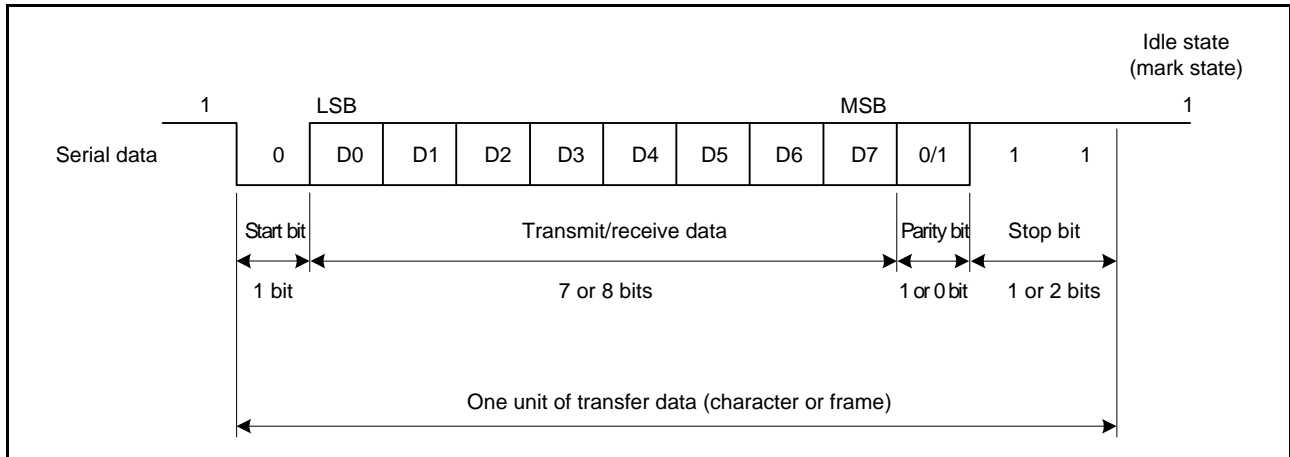 Idle state
(mark state)
1 LSB MSB 1
Serial data 0 D0 D1 D2 D3 D4 D5 D6 D7 0/1 1 1
Start bit Transmit/receive data Parity bit Stop bit
1 bit 7 or 8 bits 1 or 0 bit 1 or 2 bits
One unit of transfer data (character or frame)